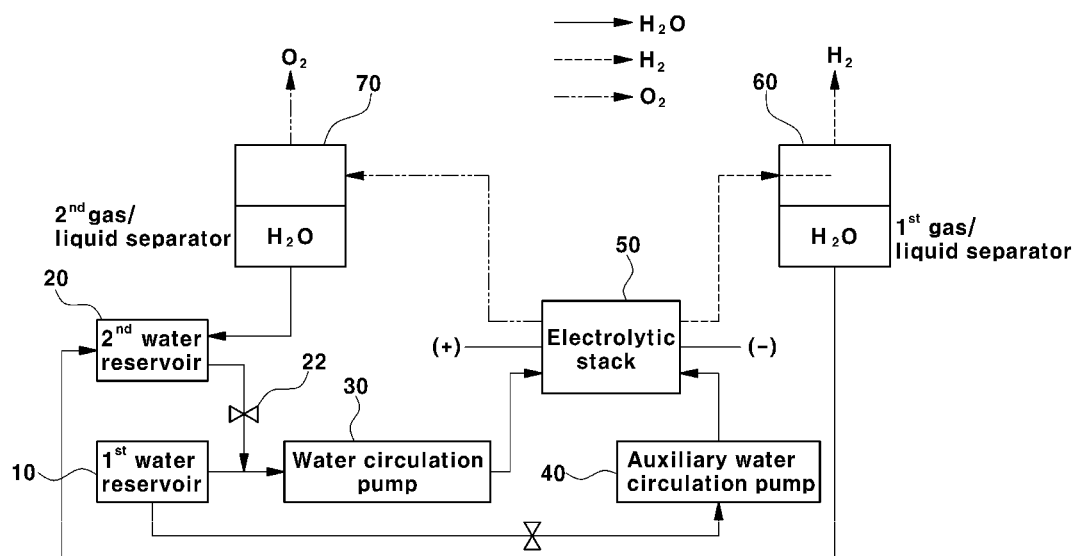 H2O
H2
O2
O2
H2
70
60
2nd gas/
liquid separator
H2O
H2O
1st gas/
liquid separator
50
20
2nd water
reservoir
(+)
Electrolytic
stack
(-)
22
30
10
1st water
reservoir
Water circulation
pump
40
Auxiliary water
circulation pump